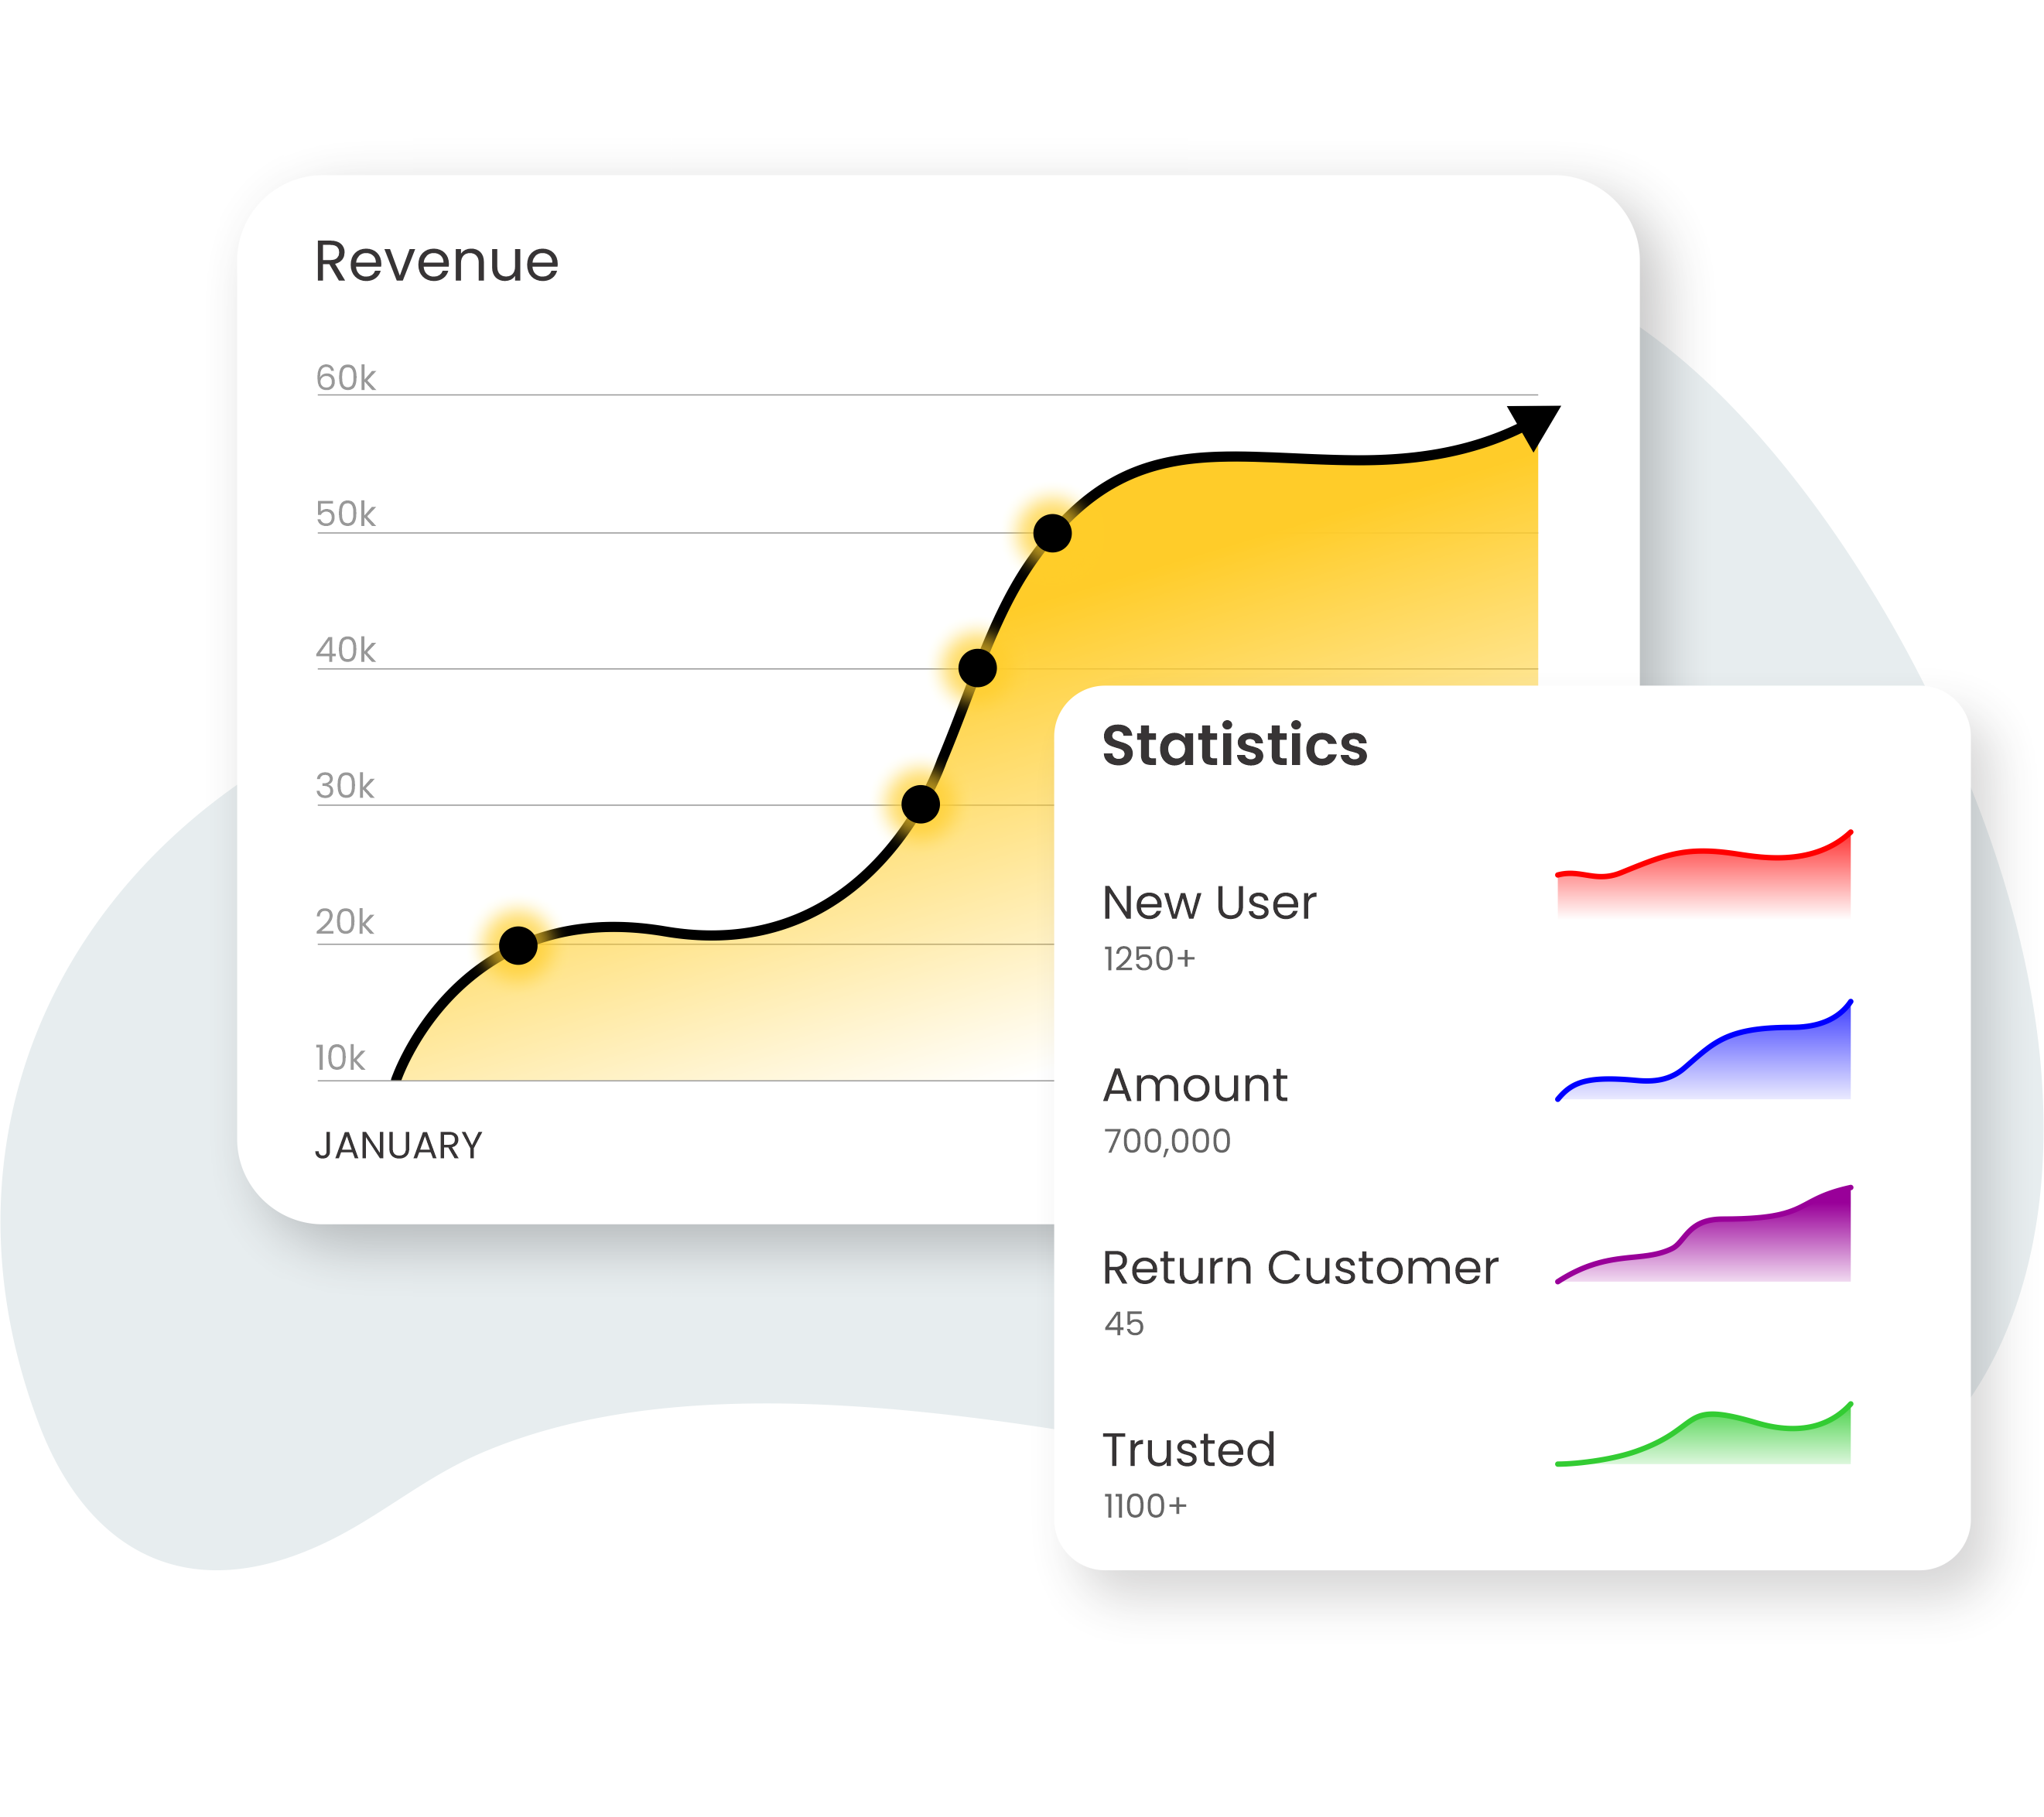 Revenue
60k
50k
40k
30k
20k
10k
JANUARY
Statistics
New User
1250+
Amount
700,000
Return Customer
45
Trusted
1100+